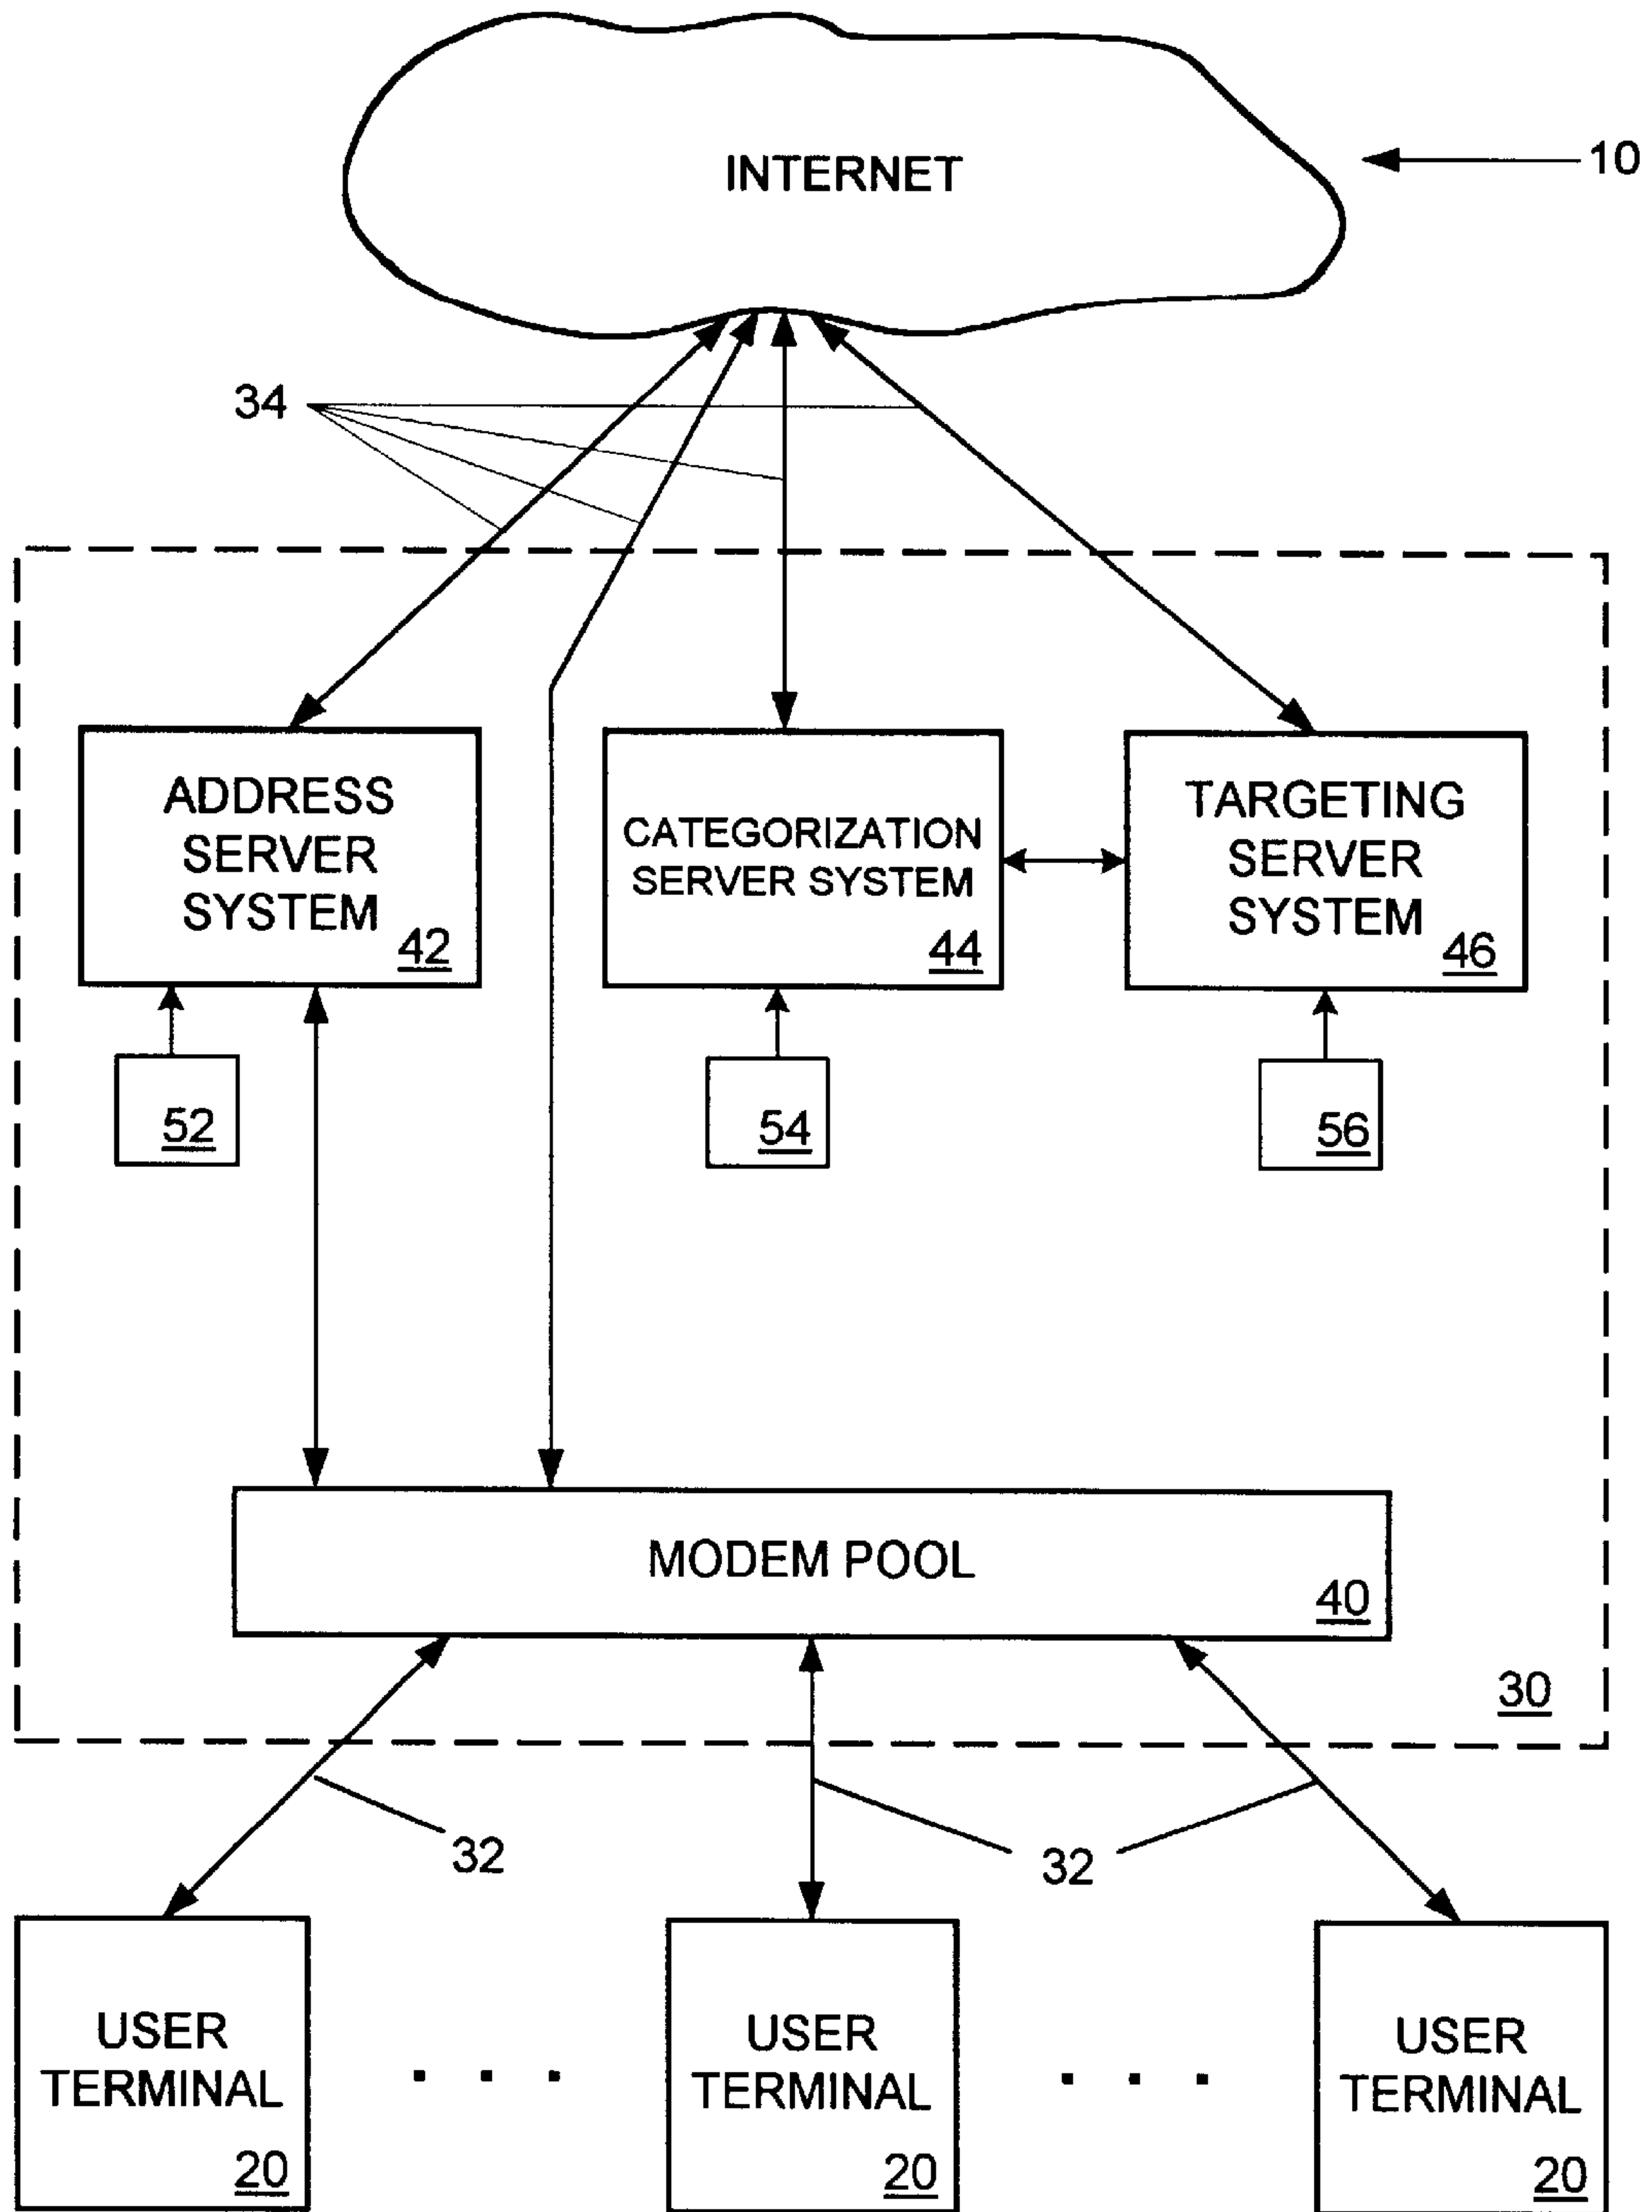 INTERNET
10
34
ADDRESS
SERVER
SYSTEM
42
CATEGORIZATION
SERVER SYSTEM
44
TARGETING
SERVER
SYSTEM
46
52
54
56
MODEM POOL
40
30
32
32
USER
TERMINAL
20
USER
TERMINAL
20
USER
TERMINAL
20